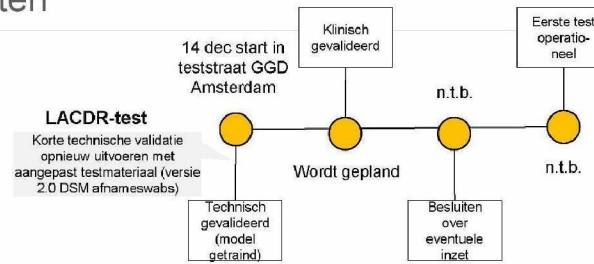 ten
14 dec start in
teststraat GGD
Amsterdam
Klinisch
gevalideerd
n.t.b.
Eerste test
operatio-
neel
LACDR-test
Korte technische validatie
opnieuw uitvoeren met
aangepast testmateriaal (versie
2.0 DSM afnameswabs)
Technisch
gevalideerd
(model
getraind)
Wordt gepland
Besluiten
over
eventuele
inzet
n.t.b.